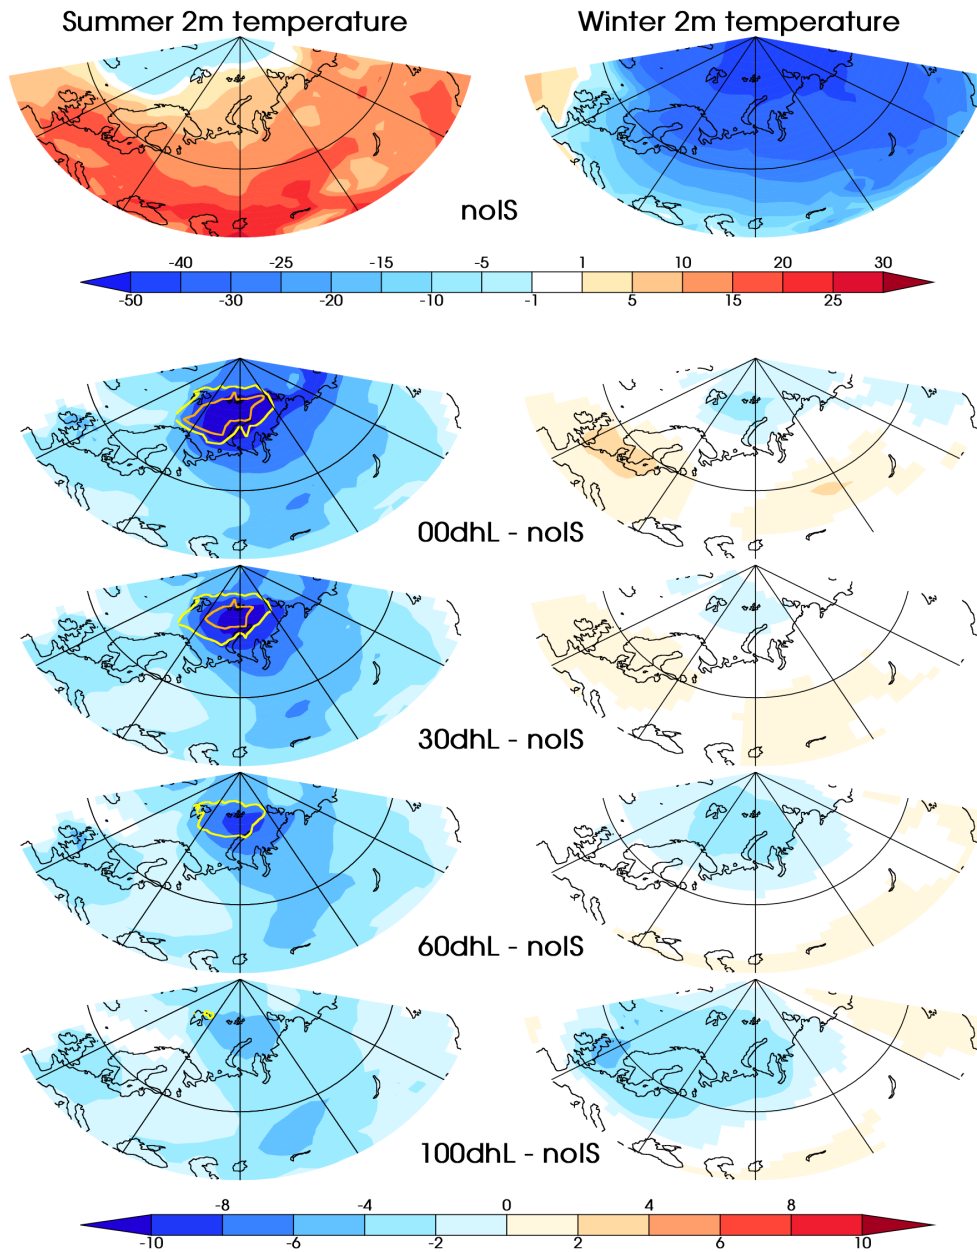 Summer 2m temperature Winter 2m temperature
noIS
-40 -25 -15 -5 1 10 20 30
-50 -30 -20 -10 -1 5 15 25
00dhL - noIS
30dhL - noIS
60dhL - noIS
100dhL - noIS
-8 -4 0 4 8
-10 -6 -2 2 6 10